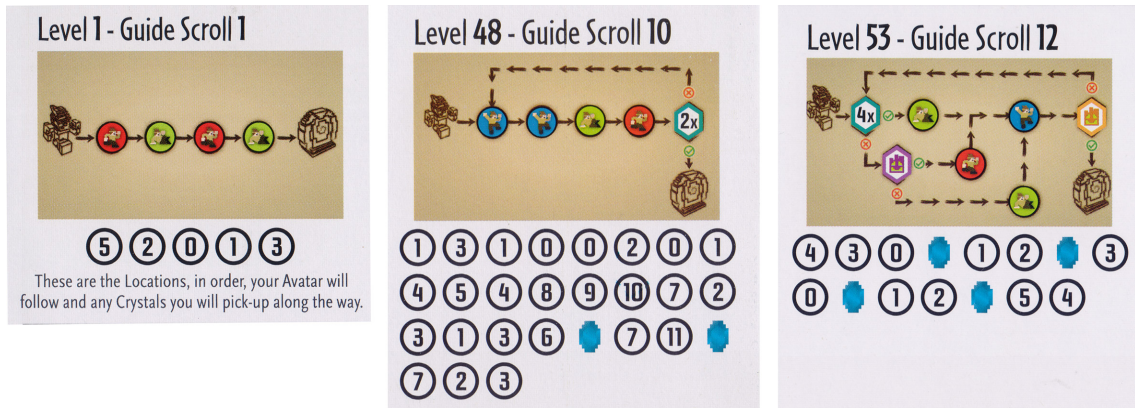 Level 1 - Guide Scroll 1
5 2 0 1 3
These are the Locations, in order, your Avatar will
follow and any Crystals you will pick-up along the way.
Level 48 - Guide Scroll 10
2x
1 3 1 0 0 2 0 1
4 5 4 8 9 10 7 2
3 1 3 6 7 11
7 2 3
Level 53 - Guide Scroll 12
4x
4 3 0 1 2 3
0 1 2 5 4